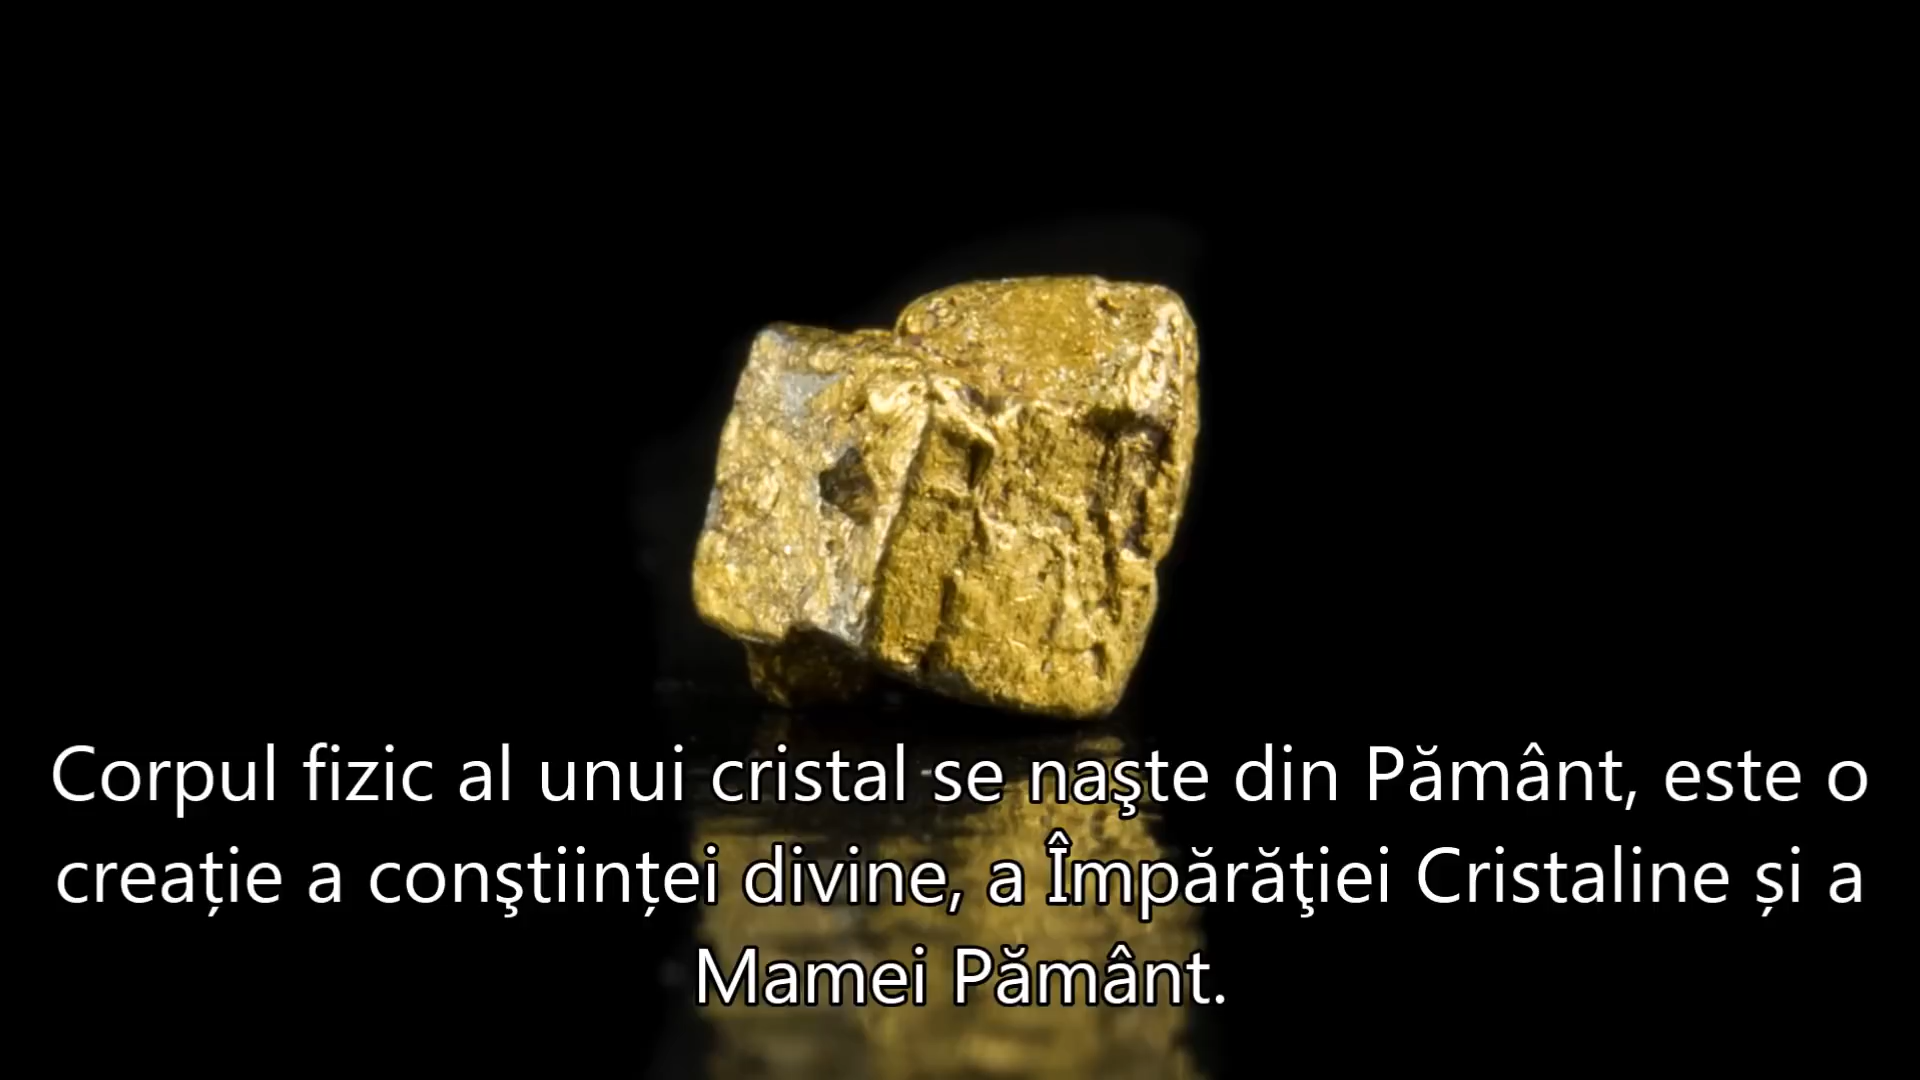 Corpul fizic al unui cristal se naşte din Pământ, este o
creație a conştiinței divine, a Împărăţiei Cristaline și a
Mamei Pământ.